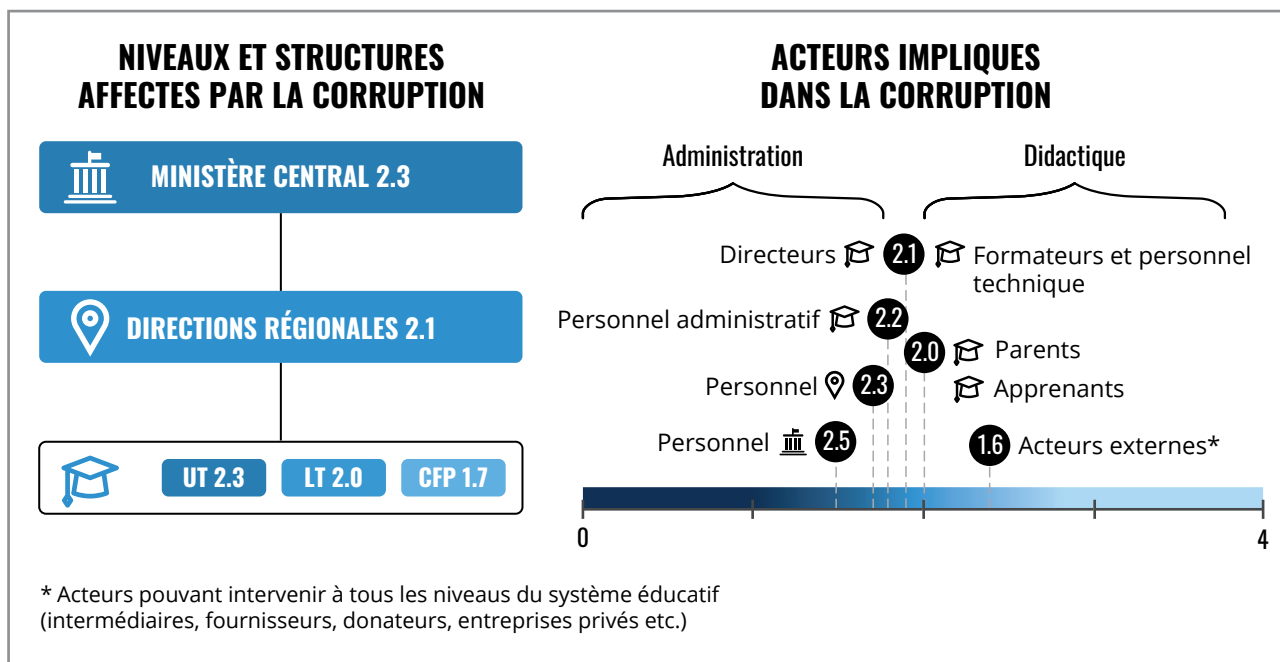 NIVEAUX ET STRUCTURES
AFFECTES PAR LA CORRUPTION
MINISTÈRE CENTRAL 2.3
DIRECTIONS RÉGIONALES 2.1
UT 2.3
LT 2.0
CFP 1.7
ACTEURS IMPLIQUES
DANS LA CORRUPTION
Administration
Didactique
Directeurs
2.1
Formateurs et personnel
technique
Personnel administratif
2.2
2.0
Parents
Personnel
2.3
Apprenants
Personnel
2.5
1.6
Acteurs externes*
0
4
* Acteurs pouvant intervenir à tous les niveaus du système éducatif
(intermédiaires, fournisseurs, donateurs, entreprises privés etc.)